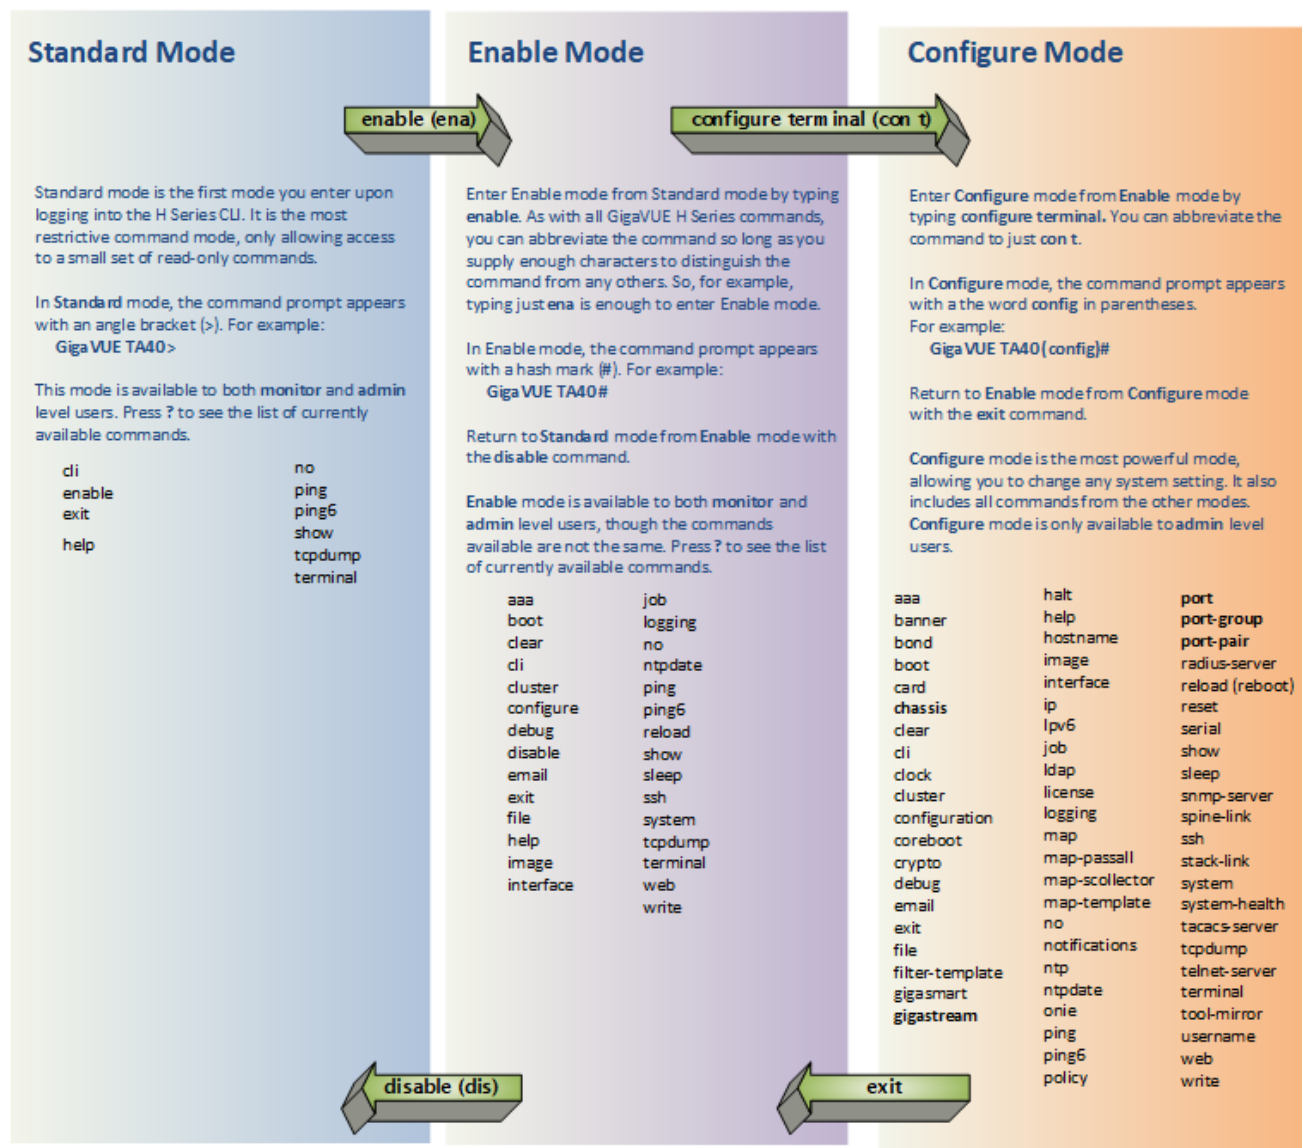 Standard Mode
enable (ena)
Standard mode is the first mode you enter upon
logging into the H Series CLI. It is the most
restrictive command mode, only allowing access
to a small set of read-only commands.
In Standard mode, the command prompt appears
with an angle bracket (>). For example:
GigaVUE TA40>
This mode is available to both monitor and admin
level users. Press ? to see the list of currently
available commands.
cli
enable
exit
help
no
ping
ping6
show
tcpdump
terminal
disable (dis)
Enable Mode
configure terminal (con t)
Enter Enable mode from Standard mode by typing
enable. As with all GigaVUE H Series commands,
you can abbreviate the command so long as you
supply enough characters to distinguish the
command from any others. So, for example,
typing just ena is enough to enter Enable mode.
In Enable mode, the command prompt appears
with a hash mark (#). For example:
GigaVUE TA40#
Return to Standard mode from Enable mode with
the disable command.
Enable mode is available to both monitor and
admin level users, though the commands
available are not the same. Press ? to see the list
of currently available commands.
aaa
boot
clear
cli
cluster
configure
debug
disable
email
exit
file
help
image
interface
job
logging
no
ntpdate
ping
ping6
reload
show
sleep
ssh
system
tcpdump
terminal
web
write
exit
Configure Mode
Enter Configure mode from Enable mode by
typing configure terminal. You can abbreviate the
command to just con t.
In Configure mode, the command prompt appears
with a the word config in parentheses.
For example:
GigaVUE TA40(config)#
Return to Enable mode from Configure mode
with the exit command.
Configure mode is the most powerful mode,
allowing you to change any system setting. It also
includes all commands from the other modes.
Configure mode is only available to admin level
users.
aaa
banner
bond
boot
card
chassis
clear
cli
clock
cluster
configuration
coreboot
crypto
debug
email
exit
file
filter-template
gigasmart
gigastream
halt
help
hostname
image
interface
ip
Ipv6
job
ldap
license
logging
map
map-passall
map-scollector
map-template
no
notifications
ntp
ntpdate
onie
ping
ping6
policy
port
port-group
port-pair
radius-server
reload (reboot)
reset
serial
show
sleep
snmp-server
spine-link
ssh
stack-link
system
system-health
tacacs-server
tcpdump
telnet-server
terminal
tool-mirror
username
web
write